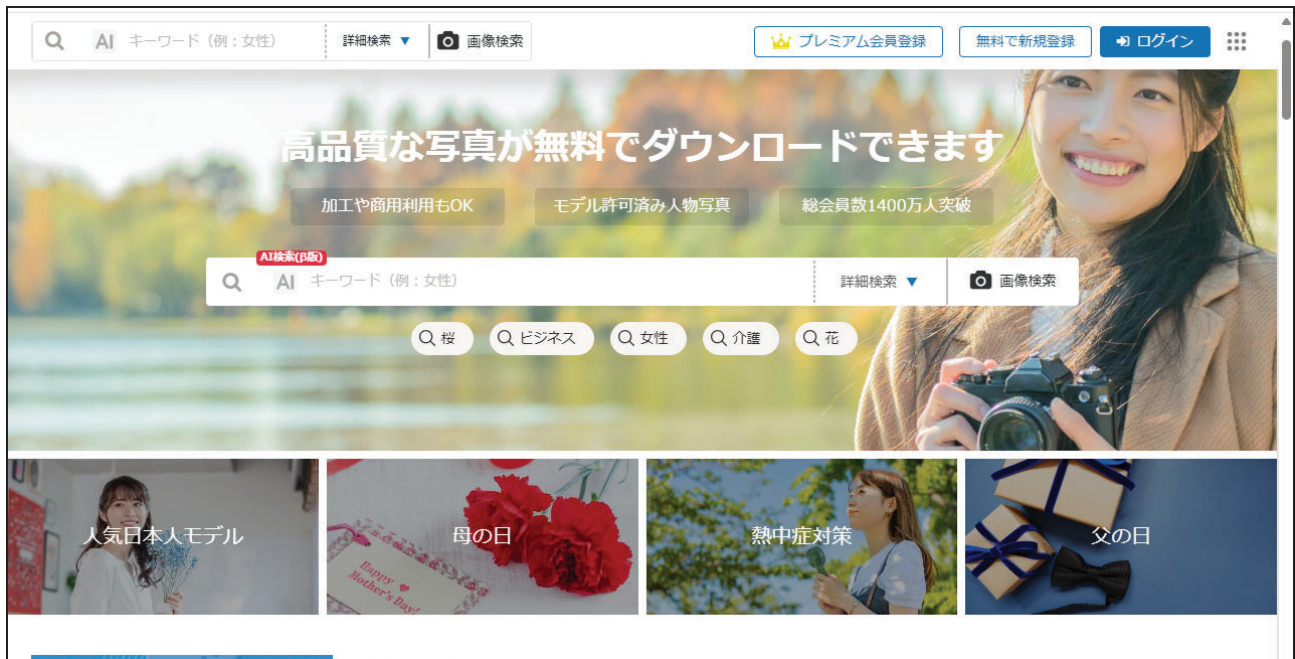 AI キーワード（例：女性） 詳細検索 ▼ 画像検索 プレミアム会員登録 無料で新規登録 ログイン
高品質な写真が無料でダウンロードできます
加工や商用利用もOK モデル許可済み人物写真 総会員数1400万人突破
AI検索(β版)
AI キーワード（例：女性） 詳細検索 ▼ 画像検索
桜 ビジネス 女性 介護 花
人気日本人モデル 母の日 熱中症対策 父の日
Happy
Mother's Day!